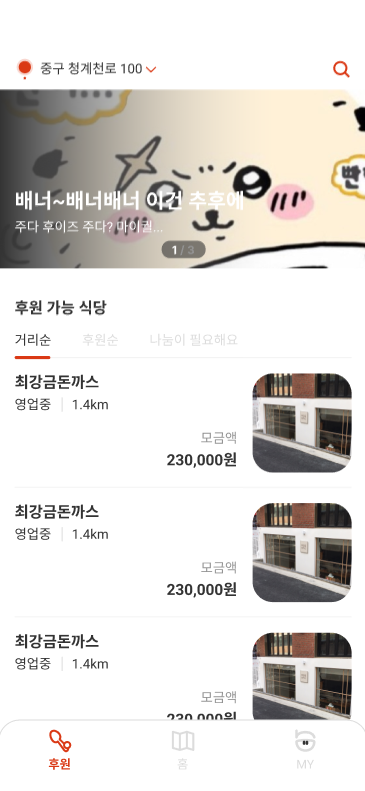 중구 청계천로 100
빤
배너~배너배너 이건 추후에
주다 후이즈 주다? 마이퀄...
1 / 3
후원 가능 식당
거리순 후원순 나눔이 필요해요
최강금돈까스
영업중 1.4km
모금액
230,000원
최강금돈까스
영업중 1.4km
모금액
230,000원
최강금돈까스
영업중 1.4km
모금액
230,000원
후원 홈 MY